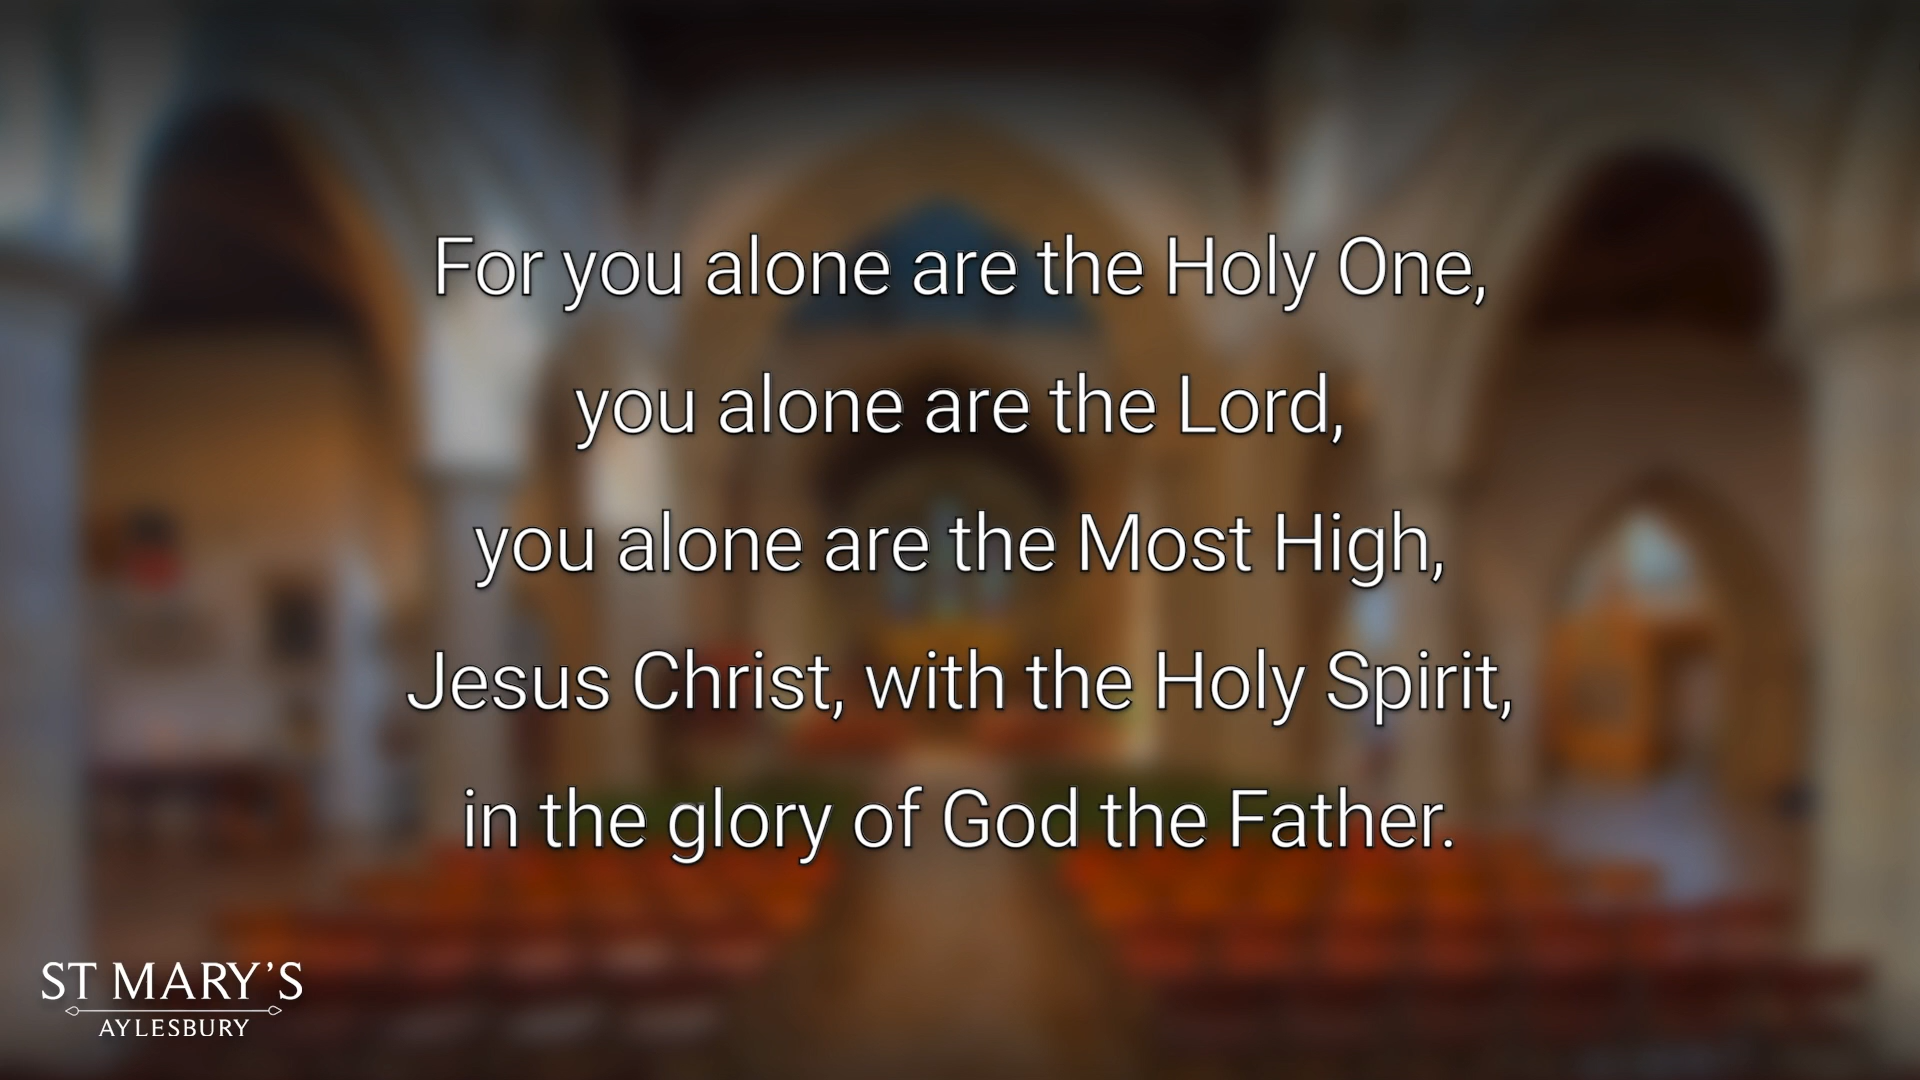 For you alone are the Holy One,
you alone are the Lord,
you alone are the Most High,
Jesus Christ, with the Holy Spirit,
in the glory of God the Father.
ST MARY'S
AYLESBURY